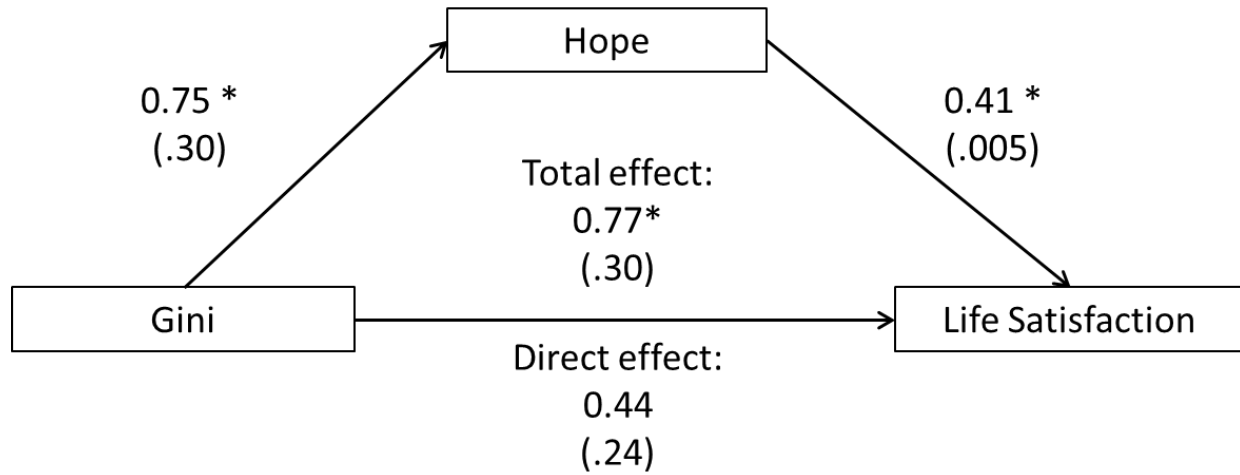 Hope
0.75 *
(.30)
0.41 *
(.005)
Total effect:
0.77*
(.30)
Gini
Life Satisfaction
Direct effect:
0.44
(.24)